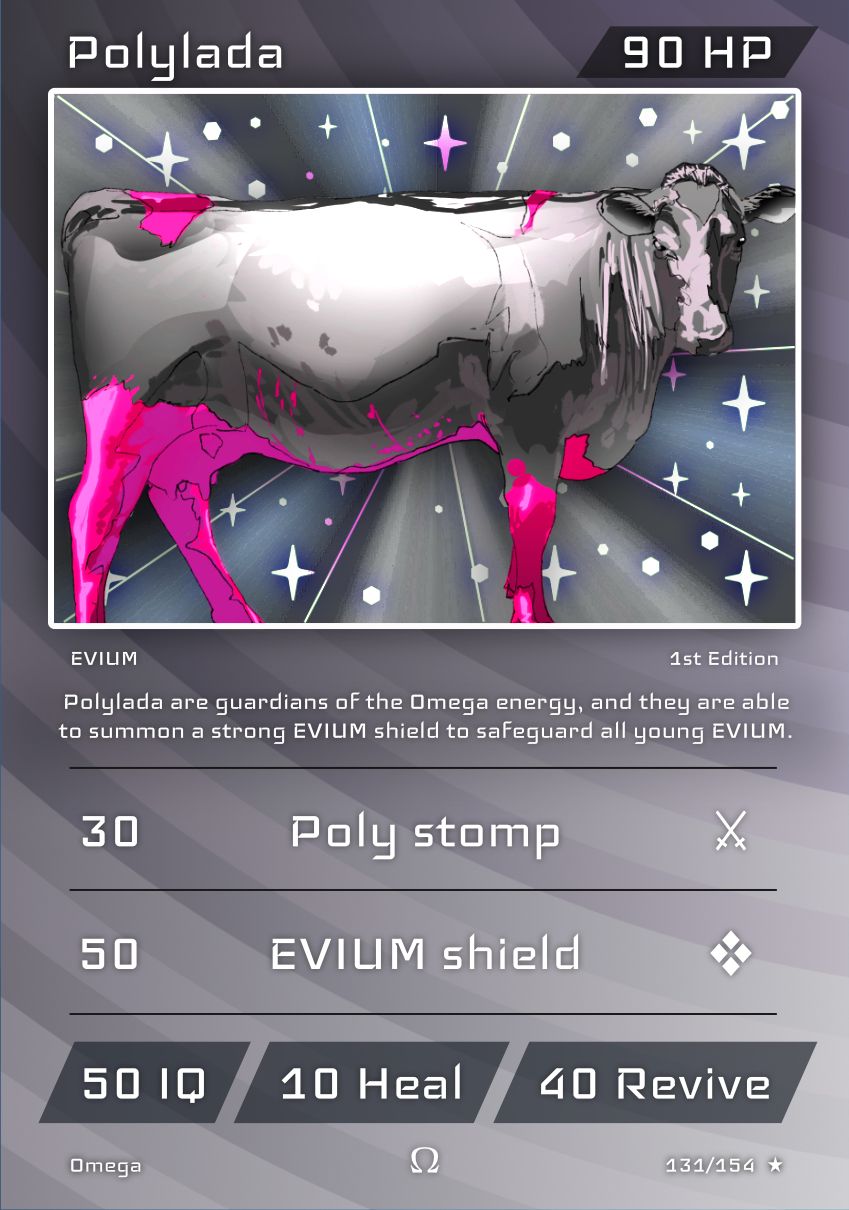 Polylada
90 HP
EVIUM
1st Edition
Polylada are guardians of the Omega energy, and they are able
to summon a strong EVIUM shield to safeguard all young EVIUM.
30 Poly stomp
50 EVIUM shield
50 IQ
10 Heal
40 Revive
Omega
Ω
131/154 ★